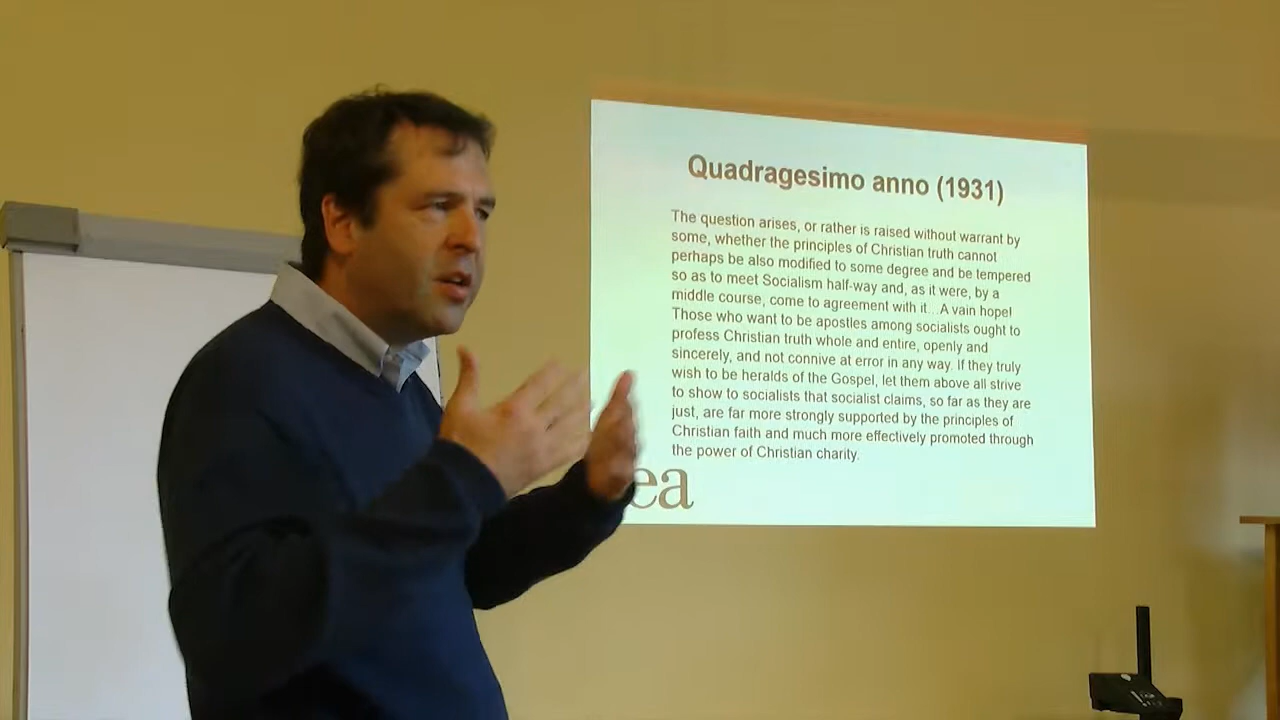 Quadragesimo anno (1931)
The question arises, or rather is raised without warrant by
some, whether the principles of Christian truth cannot
perhaps be also modified to some degree and be tempered
so as to meet Socialism half-way and, as it were, by a
middle course, come to agreement with it...A vain hope!
Those who want to be apostles among socialists ought to
profess Christian truth whole and entire, openly and
sincerely, and not connive at error in any way. If they truly
wish to be heralds of the Gospel, let them above all strive
to show to socialists that socialist claims, so far as they are
just, are far more strongly supported by the principles of
Christian faith and much more effectively promoted through
the power of Christian charity.
ea